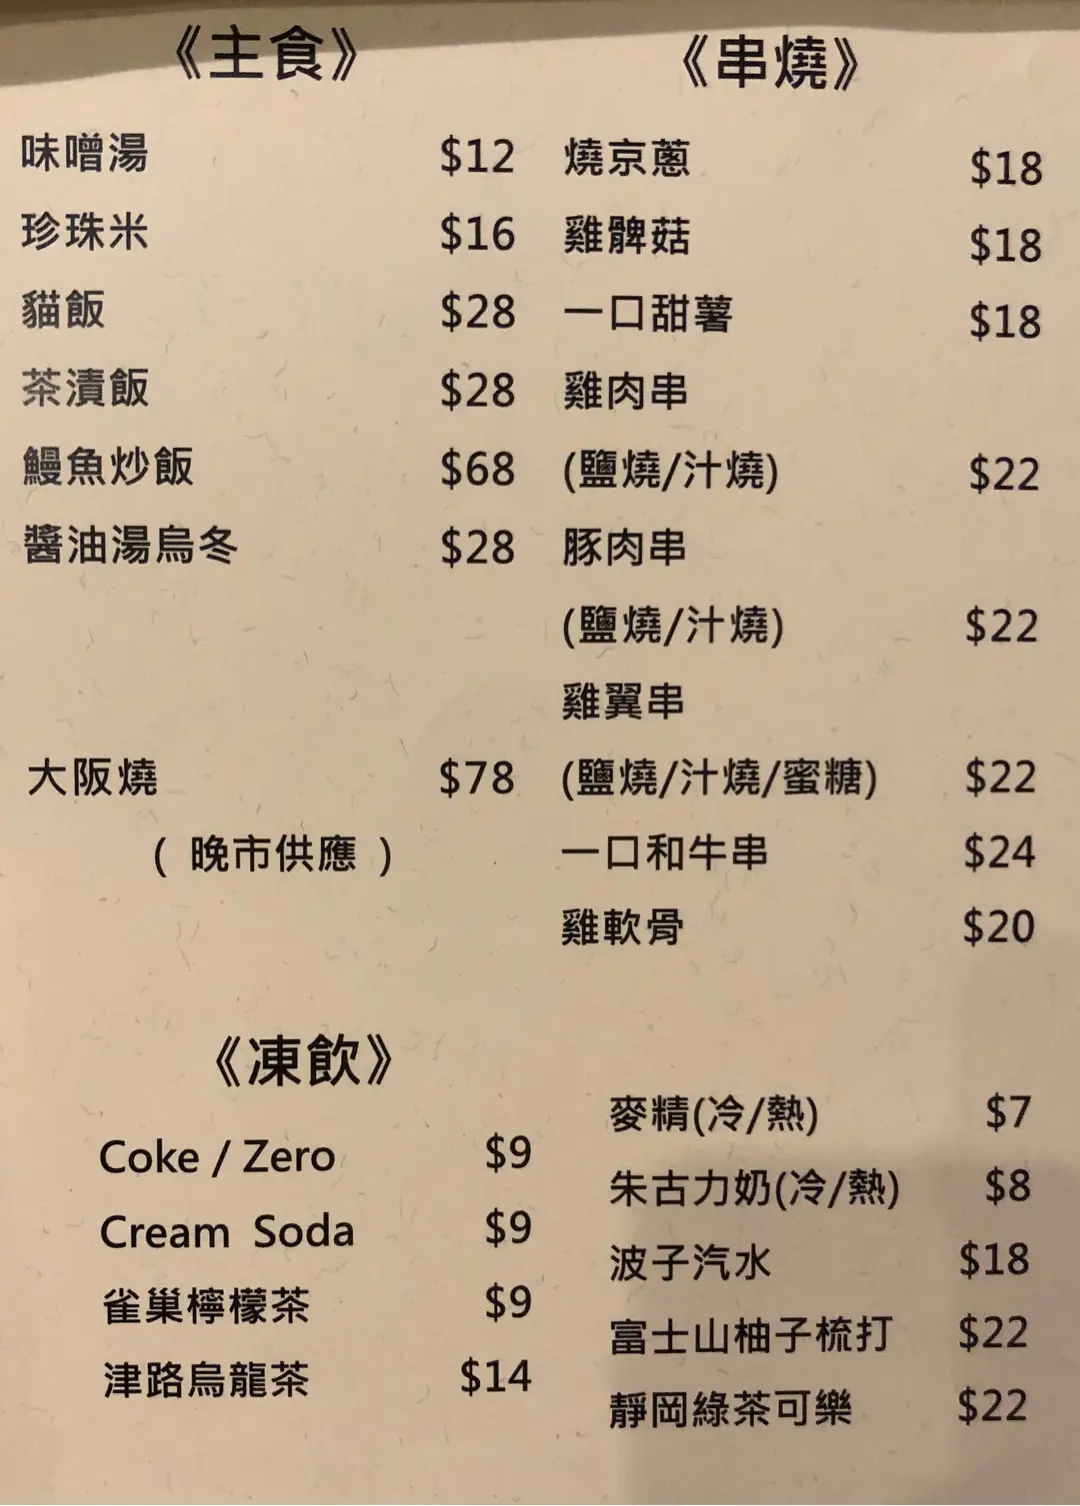 《主食》
味噌湯 $12
珍珠米 $16
貓飯 $28
茶漬飯 $28
鰻魚炒飯 $68
醬油湯烏冬 $28
大阪燒 $78
( 晚市供應 )
《串燒》
燒京蔥 $18
雞髀菇 $18
一口甜薯 $18
雞肉串
(鹽燒/汁燒) $22
豚肉串
(鹽燒/汁燒) $22
雞翼串
(鹽燒/汁燒/蜜糖) $22
一口和牛串 $24
雞軟骨 $20
《凍飲》
Coke / Zero $9
Cream Soda $9
雀巢檸檬茶 $9
津路烏龍茶 $14
麥精(冷/熱) $7
朱古力奶(冷/熱) $8
波子汽水 $18
富士山柚子梳打 $22
靜岡綠茶可樂 $22